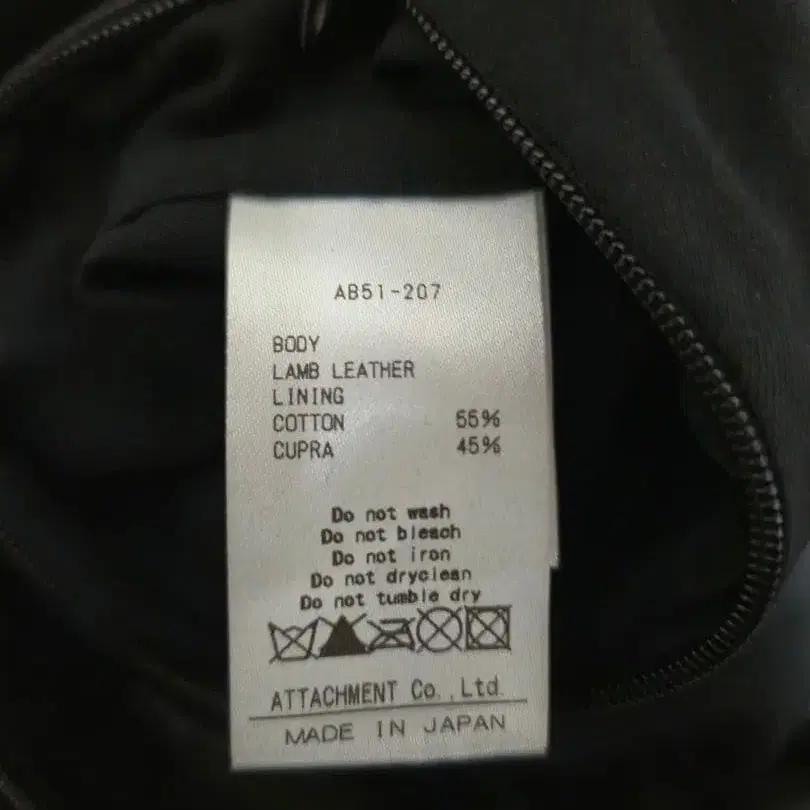 AB51-207
BODY
LAMB LEATHER
LINING
COTTON 55%
CUPRA 45%
Do not wash
Do not bleach
Do not iron
Do not dryclean
Do not tumble dry
ATTACHMENT Co.,Ltd.
MADE IN JAPAN